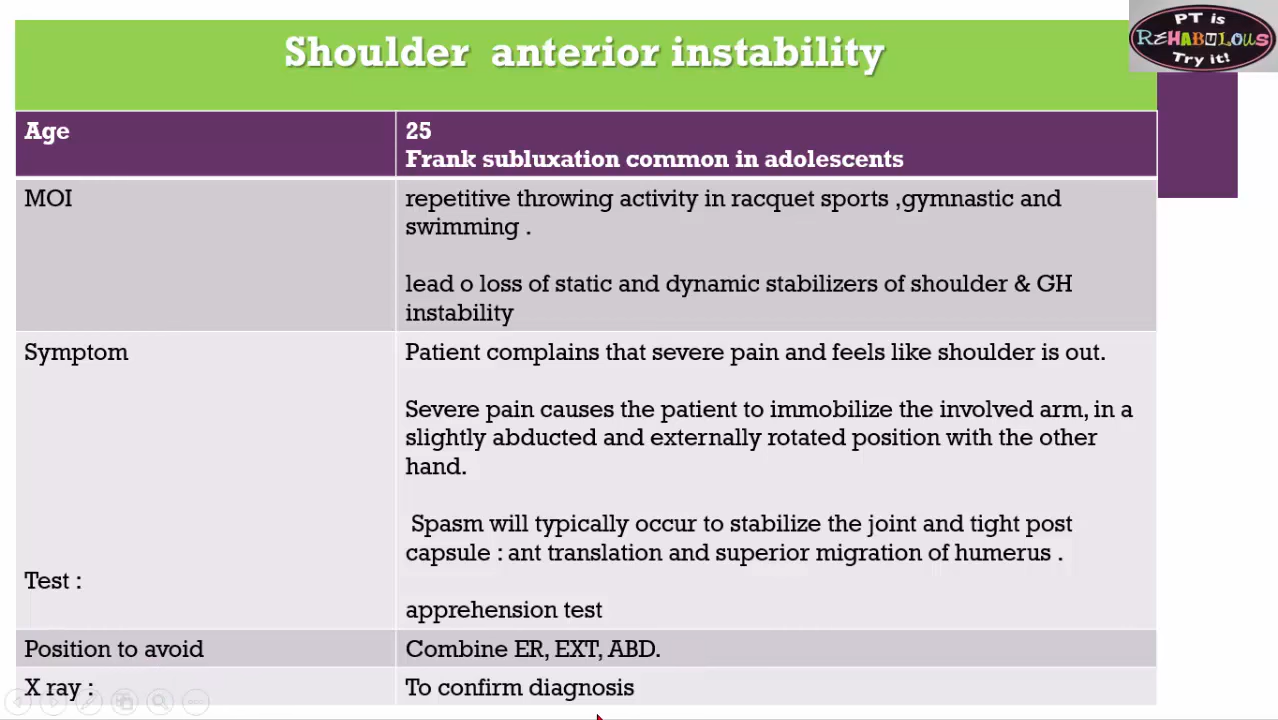 PT is
REHABULOUS
Try it!
Shoulder anterior instability
Age
25
Frank subluxation common in adolescents
MOI
repetitive throwing activity in racquet sports ,gymnastic and
swimming .
lead o loss of static and dynamic stabilizers of shoulder & GH
instability
Symptom
Patient complains that severe pain and feels like shoulder is out.
Severe pain causes the patient to immobilize the involved arm, in a
slightly abducted and externally rotated position with the other
hand.
Spasm will typically occur to stabilize the joint and tight post
capsule : ant translation and superior migration of humerus .
Test :
apprehension test
Position to avoid
Combine ER, EXT, ABD.
X ray :
To confirm diagnosis